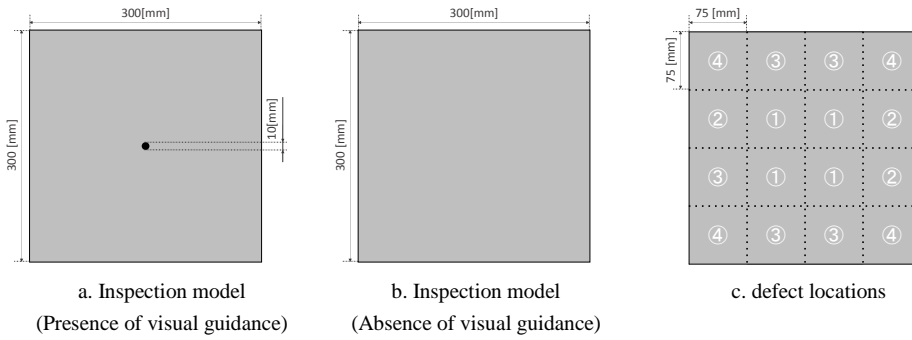 300[mm]
300 [mm]
10[mm]
a. Inspection model
(Presence of visual guidance)
300[mm]
300 [mm]
b. Inspection model
(Absence of visual guidance)
75 [mm]
75 [mm]
④ ③ ③ ④
② ① ① ②
③ ① ① ②
④ ③ ③ ④
c. defect locations